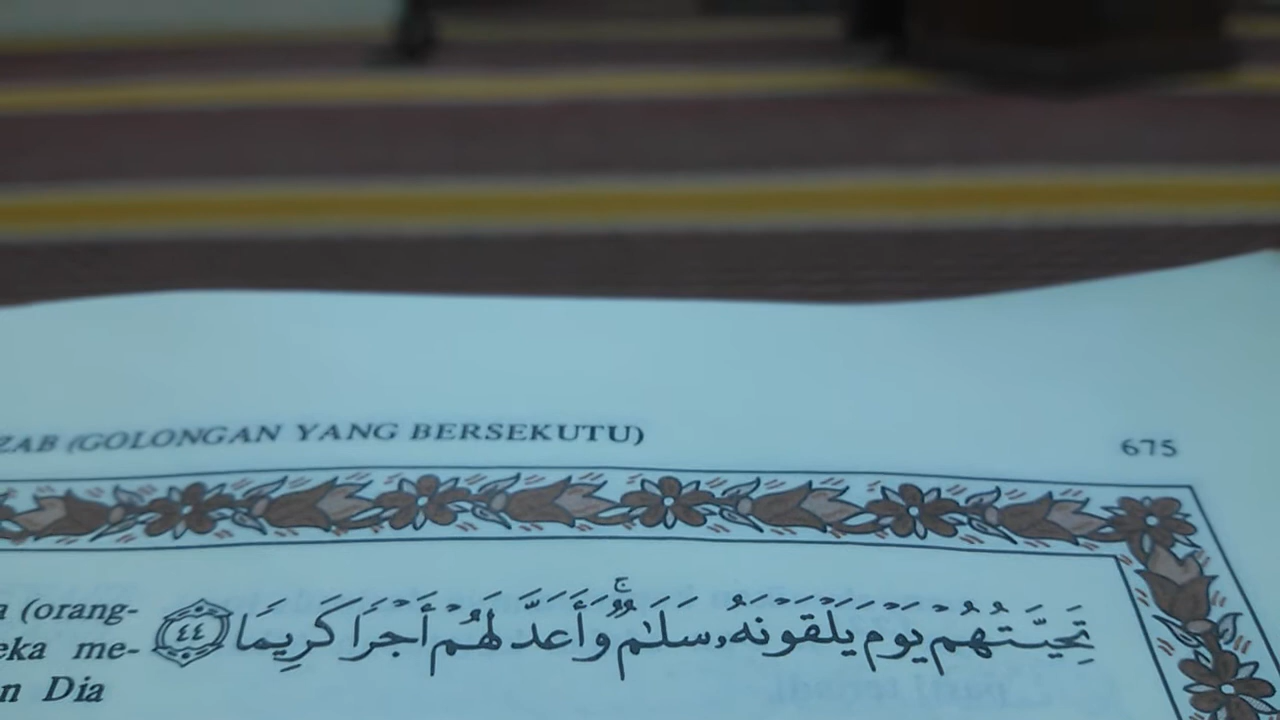 ZAB (GOLONGAN YANG BERSEKUTU) 675
تَحِيَّتُهُمْ يَوْمَ يَلْقَوْنَهُۥ سَلَٰمٌ ۚ وَأَعَدَّ لَهُمْ أَجْرًا كَرِيمًا ٤٤
a (orang-
eka me-
n Dia